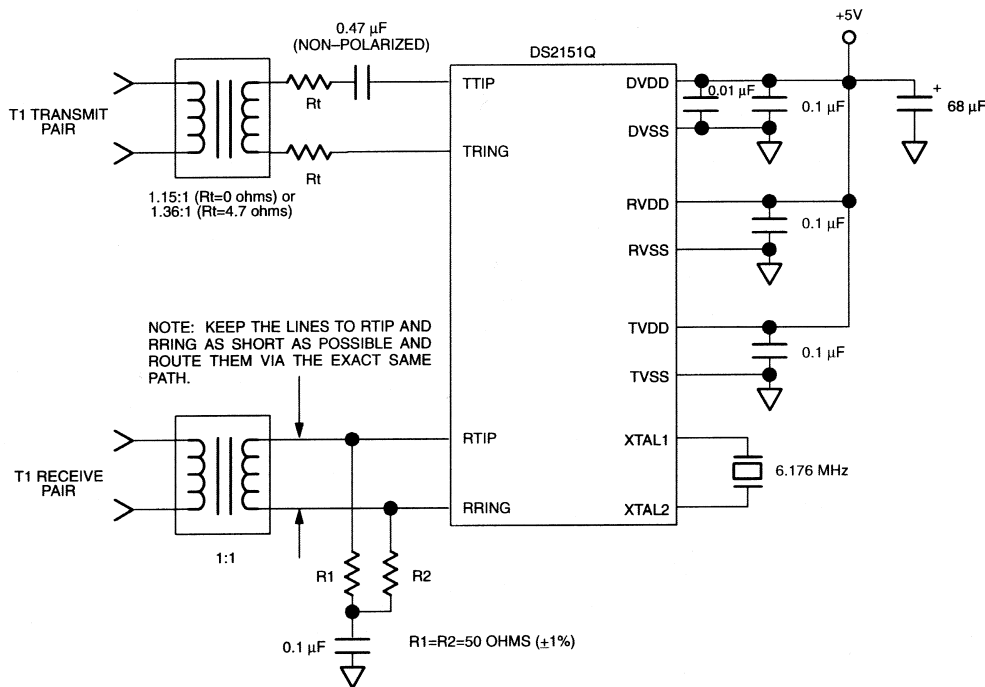 +5V
0.47 µF
(NON–POLARIZED)
DS2151Q
T1 TRANSMIT
PAIR
Rt
Rt
1.15:1 (Rt=0 ohms) or
1.36:1 (Rt=4.7 ohms)
TTIP
TRING
DVDD
DVSS
0.01 µF
0.1 µF
+
68 µF
RVDD
RVSS
0.1 µF
TVDD
TVSS
0.1 µF
NOTE: KEEP THE LINES TO RTIP AND
RRING AS SHORT AS POSSIBLE AND
ROUTE THEM VIA THE EXACT SAME
PATH.
T1 RECEIVE
PAIR
1:1
RTIP
RRING
XTAL1
XTAL2
6.176 MHz
R1
R2
0.1 µF
R1=R2=50 OHMS (±1%)